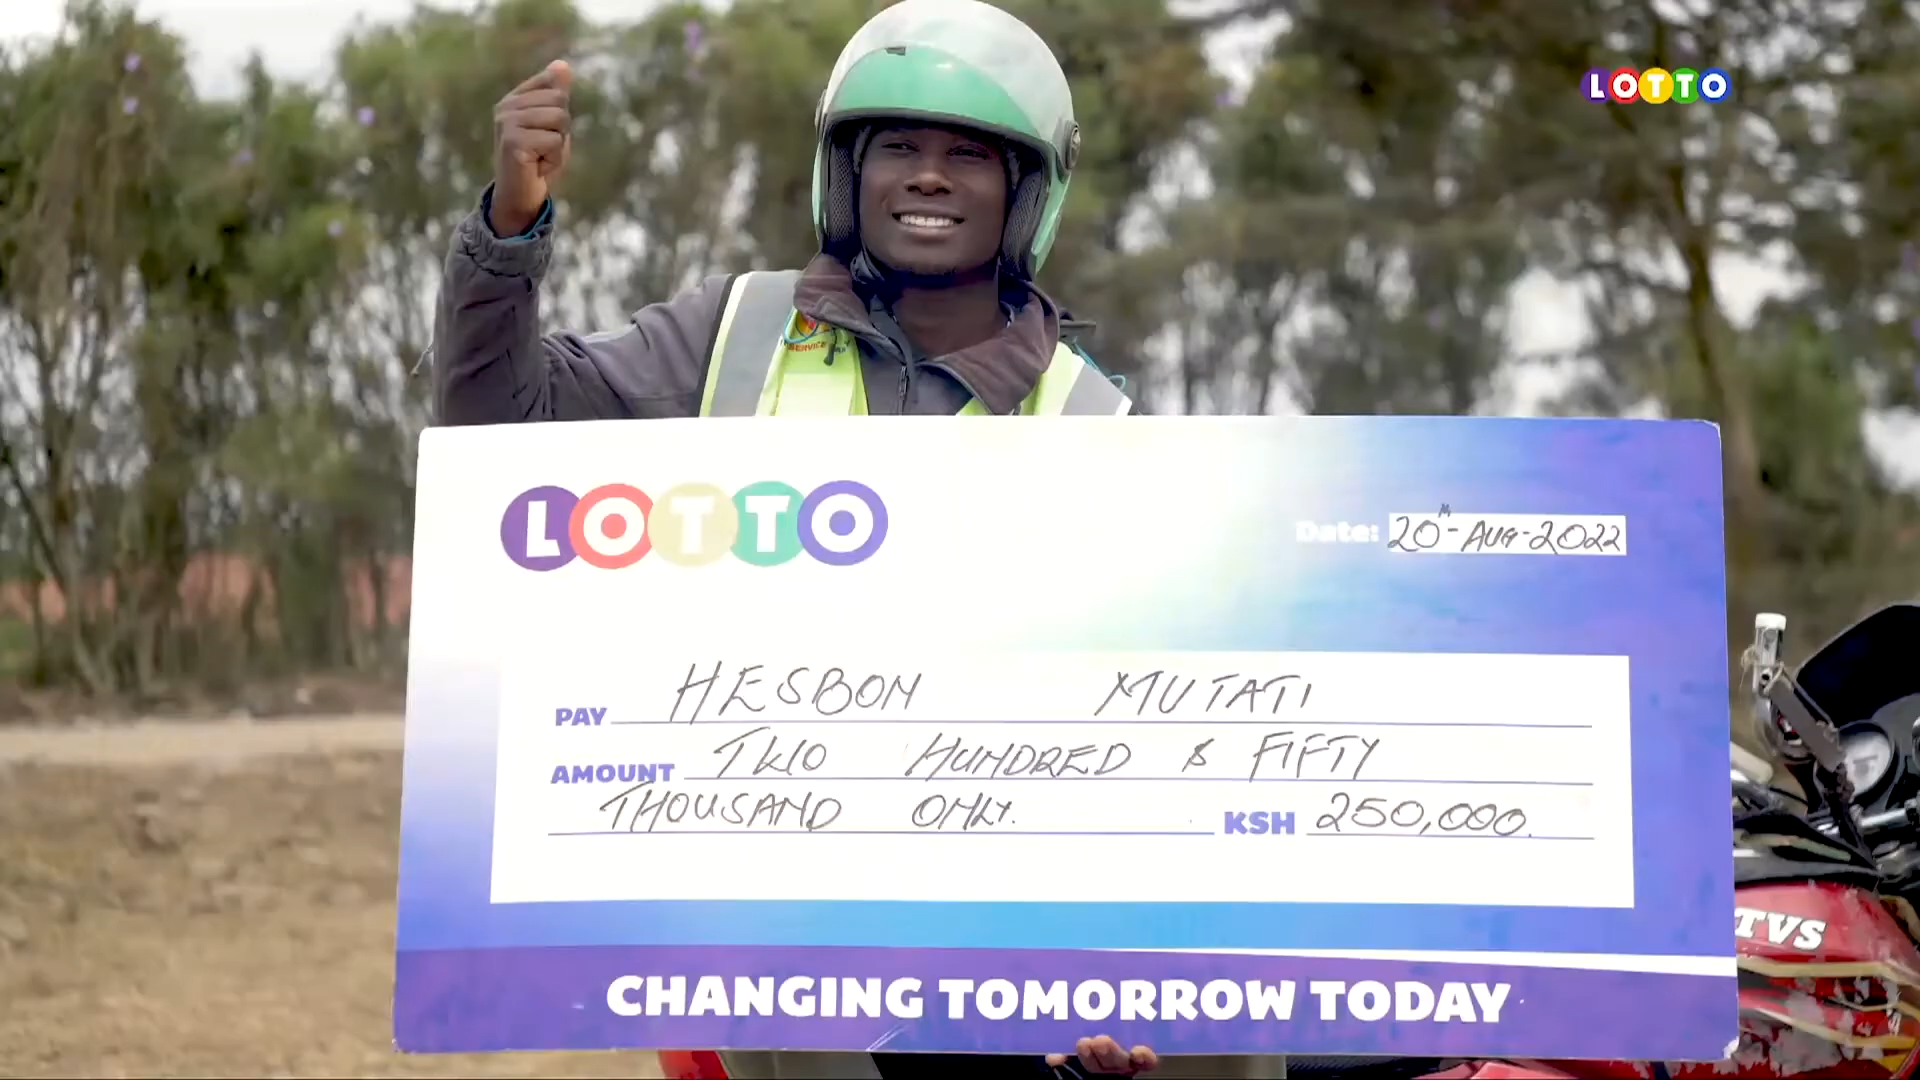 LOTTO
SERVICE
LOTTO
Date: 20th-AUG-2022
PAY HESBON MUTATI
AMOUNT TWO HUNDRED & FIFTY
THOUSAND ONLY. KSH 250,000.
CHANGING TOMORROW TODAY
TVS